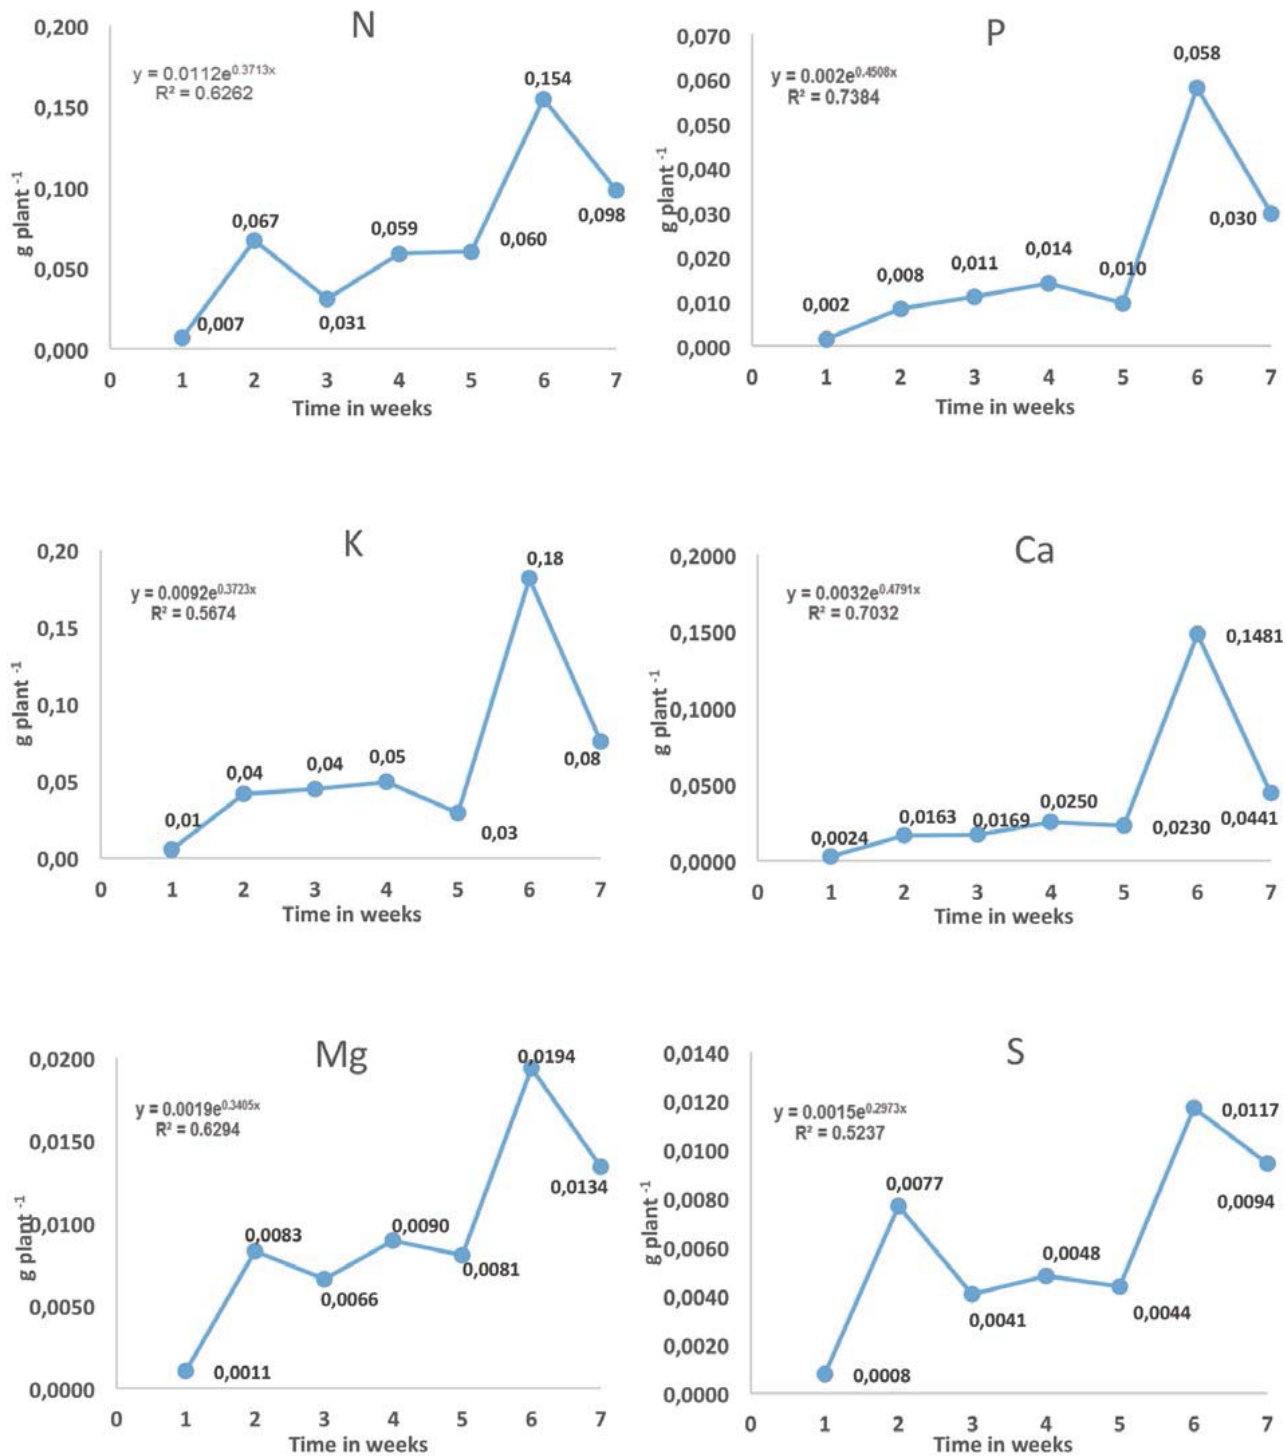 N
y = 0.0112e^0.3713x
R² = 0.6262
g plant ⁻¹
0,200
0,150
0,100
0,050
0,000
0,007
0,067
0,031
0,059
0,060
0,154
0,098
0 1 2 3 4 5 6 7
Time in weeks
P
y = 0.002e^0.4508x
R² = 0.7384
g plant ⁻¹
0,070
0,060
0,050
0,040
0,030
0,020
0,010
0,000
0,002
0,008
0,011
0,014
0,010
0,058
0,030
0 1 2 3 4 5 6 7
Time in weeks
K
y = 0.0092e^0.3723x
R² = 0.5674
g plant ⁻¹
0,20
0,15
0,10
0,05
0,00
0,01
0,04
0,04
0,05
0,03
0,18
0,08
0 1 2 3 4 5 6 7
Time in weeks
Ca
y = 0.0032e^0.4791x
R² = 0.7032
g plant ⁻¹
0,2000
0,1500
0,1000
0,0500
0,0000
0,0024
0,0163
0,0169
0,0250
0,0230
0,1481
0,0441
0 1 2 3 4 5 6 7
Time in weeks
Mg
y = 0.0019e^0.3405x
R² = 0.6294
g plant ⁻¹
0,0200
0,0150
0,0100
0,0050
0,0000
0,0011
0,0083
0,0066
0,0090
0,0081
0,0194
0,0134
0 1 2 3 4 5 6 7
Time in weeks
S
y = 0.0015e^0.2973x
R² = 0.5237
g plant ⁻¹
0,0140
0,0120
0,0100
0,0080
0,0060
0,0040
0,0020
0,0000
0,0008
0,0077
0,0041
0,0048
0,0044
0,0117
0,0094
0 1 2 3 4 5 6 7
Time in weeks